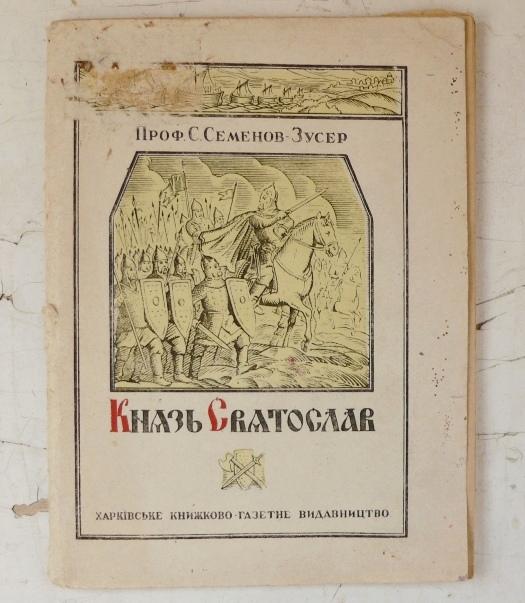 Проф. С. Семенов-Зусер
Князь Святослав
Харківське книжково-газетне видавництво